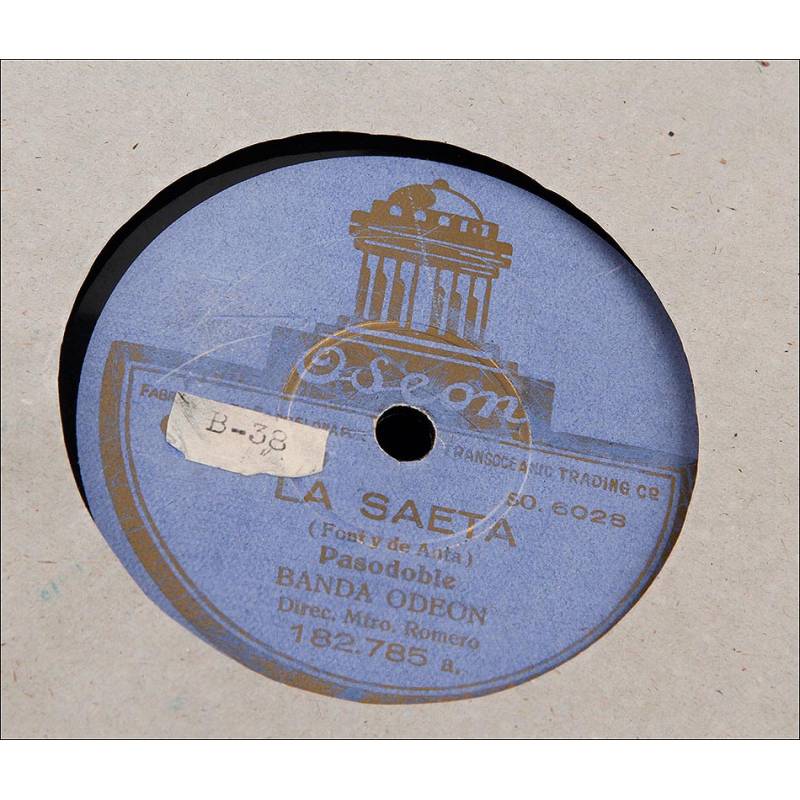 Odeon
TRANSOCEANIC TRADING Cº
B-38
SO. 6028
LA SAETA
(Font y de Anta)
Pasodoble
BANDA ODEON
Direc. Mtro. Romero
182.785 a.